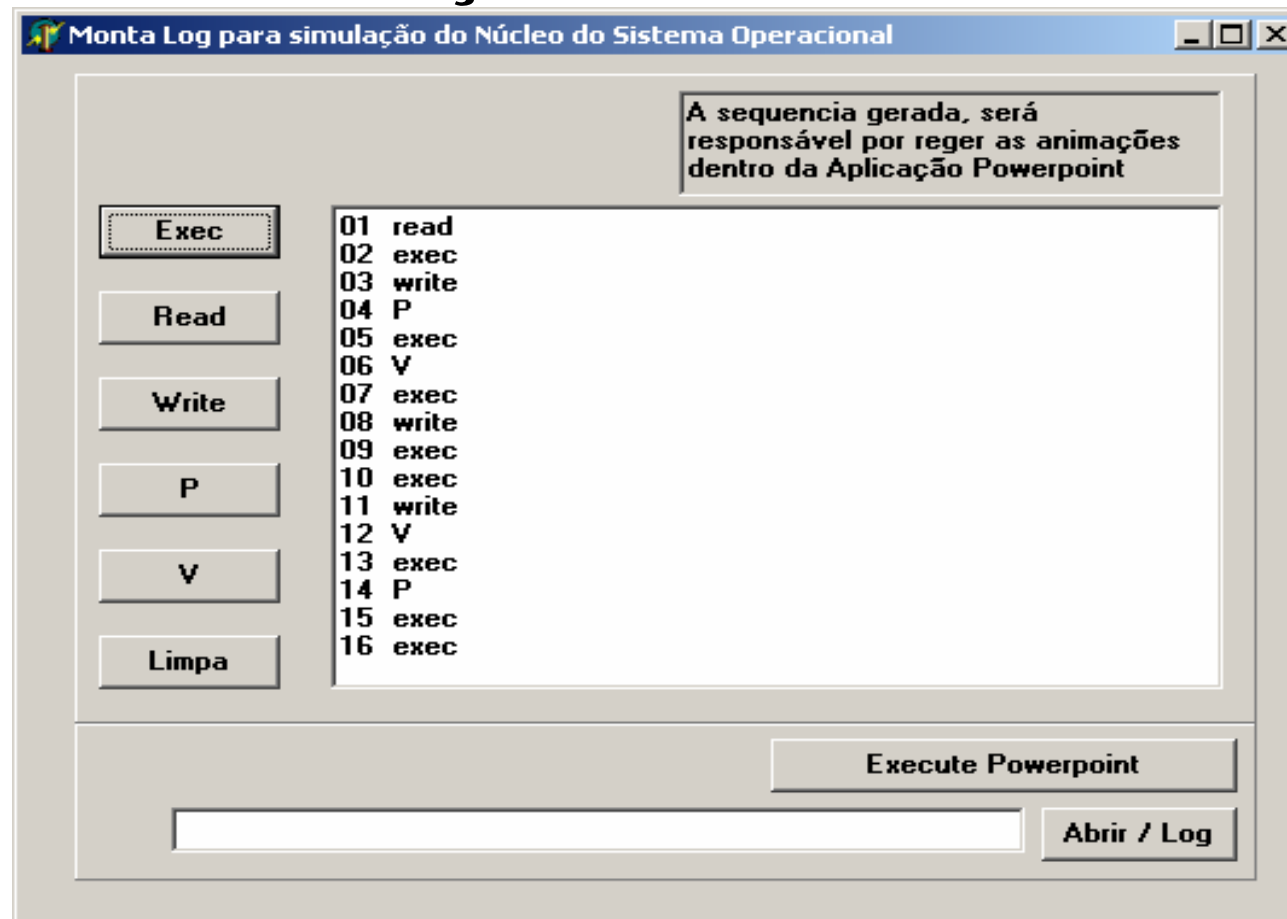 Monta Log para simulação do Núcleo do Sistema Operacional
A sequencia gerada, será
responsável por reger as animações
dentro da Aplicação Powerpoint
Exec
Read
Write
P
V
Limpa
01 read
02 exec
03 write
04 P
05 exec
06 V
07 exec
08 write
09 exec
10 exec
11 write
12 V
13 exec
14 P
15 exec
16 exec
Execute Powerpoint
Abrir / Log